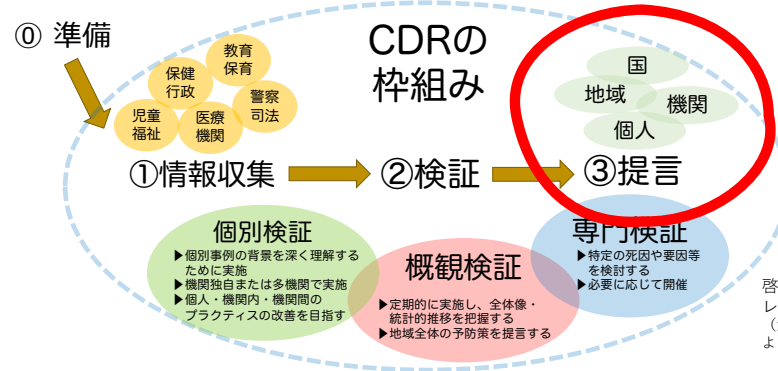 ⓪ 準備
CDRの
枠組み
教育
保育
保健
行政
警察
司法
児童
福祉
医療
機関
国
地域
機関
個人
①情報収集
②検証
③提言
個別検証
▶個別事例の背景を深く理解する
ために実施
▶機関独自または多機関で実施
▶個人・機関内・機関間の
プラクティスの改善を目指す
概観検証
▶定期的に実施し、全体像・
統計的推移を把握する
▶地域全体の予防策を提言する
専門検証
▶特定の死因や要因等
を検討する
▶必要に応じて開催
啓
レ
よ